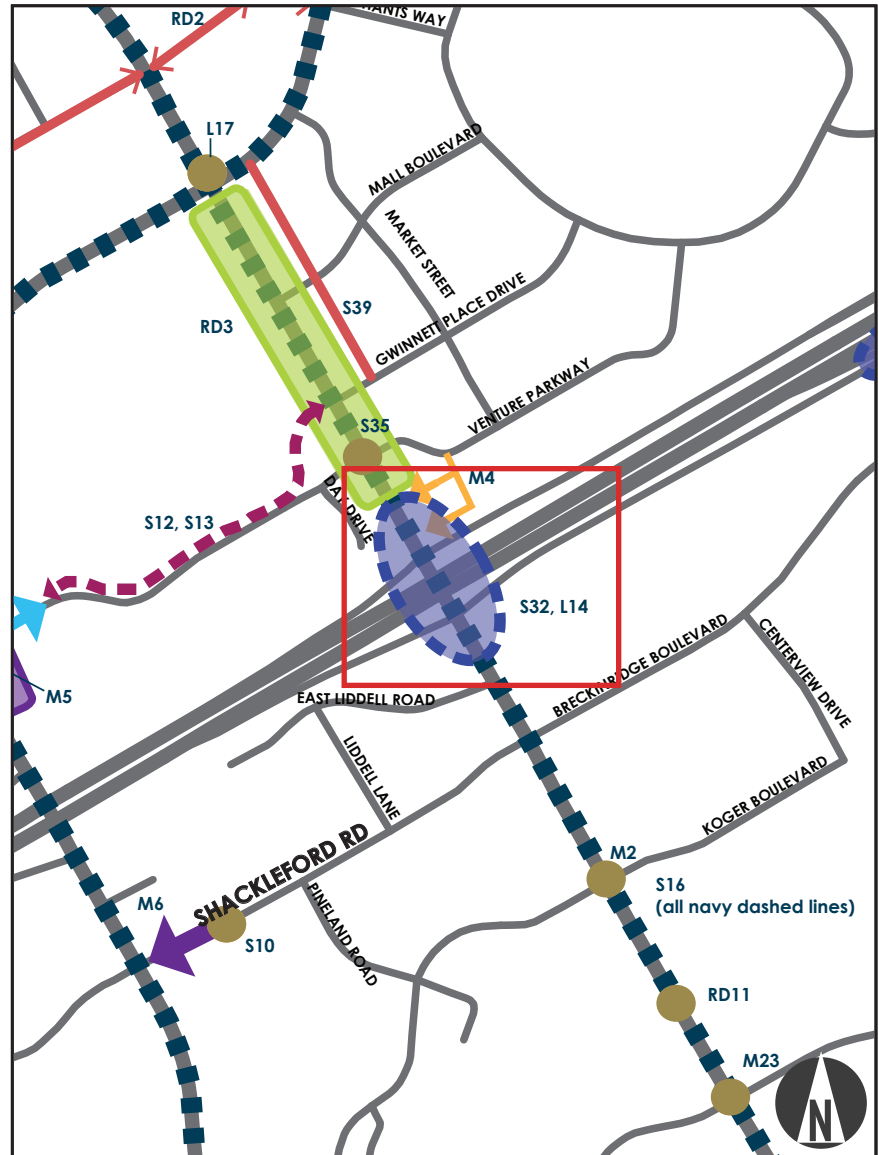 HANTS WAY
RD2
L17
MALL BOULEVARD
MARKET STREET
S39
GWINNETT PLACE DRIVE
RD3
VENTURE PARKWAY
S35
M4
DAY DRIVE
S12, S13
S32, L14
BRECKINRIDGE BOULEVARD
CENTERVIEW DRIVE
M5
EAST LIDDELL ROAD
LIDDELL LANE
KOGER BOULEVARD
SHACKLEFORD RD
M2
S16
(all navy dashed lines)
M6
S10
PINELAND ROAD
RD11
M23
N